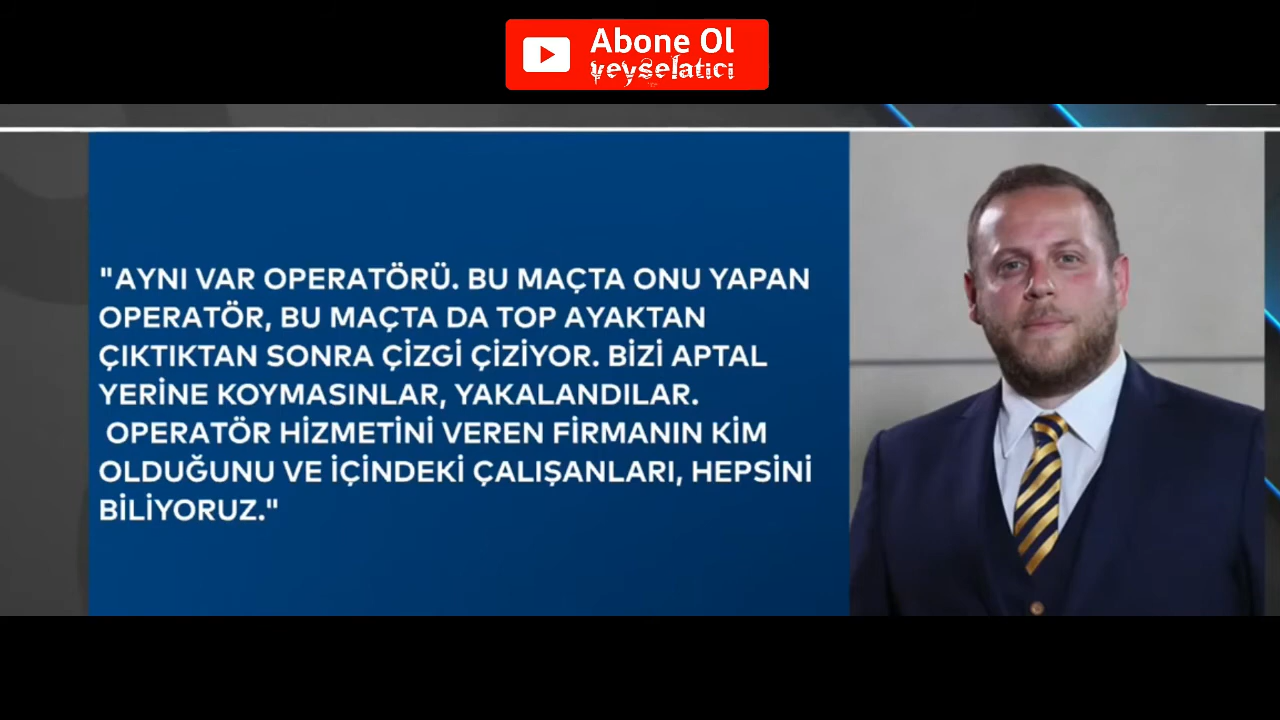 Abone Ol
veyselatici
"AYNI VAR OPERATÖRÜ. BU MAÇTA ONU YAPAN
OPERATÖR, BU MAÇTA DA TOP AYAKTAN
ÇIKTIKTAN SONRA ÇİZGİ ÇİZİYOR. BİZİ APTAL
YERİNE KOYMASINLAR, YAKALANDILAR.
OPERATÖR HİZMETİNİ VEREN FİRMANIN KİM
OLDUĞUNU VE İÇİNDEKİ ÇALIŞANLARI, HEPSİNİ
BİLİYORUZ."